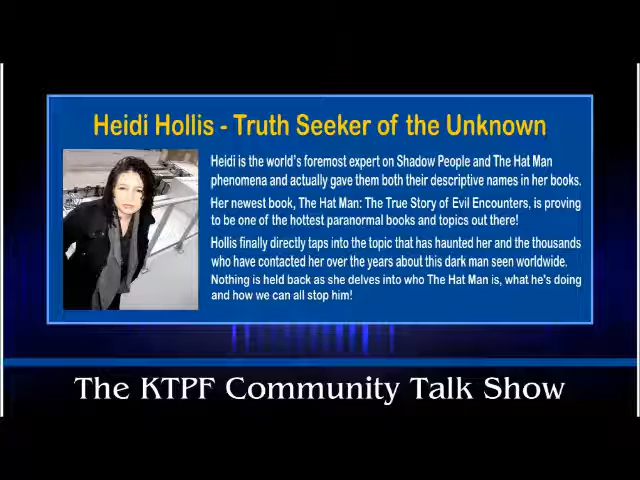 Heidi Hollis - Truth Seeker of the Unknown
Heidi is the world's foremost expert on Shadow People and The Hat Man
phenomena and actually gave them both their descriptive names in her books.
Her newest book, The Hat Man: The True Story of Evil Encounters, is proving
to be one of the hottest paranormal books and topics out there!
Hollis finally directly taps into the topic that has haunted her and the thousands
who have contacted her over the years about this dark man seen worldwide.
Nothing is held back as she delves into who The Hat Man is, what he's doing
and how we can all stop him!
The KTPF Community Talk Show